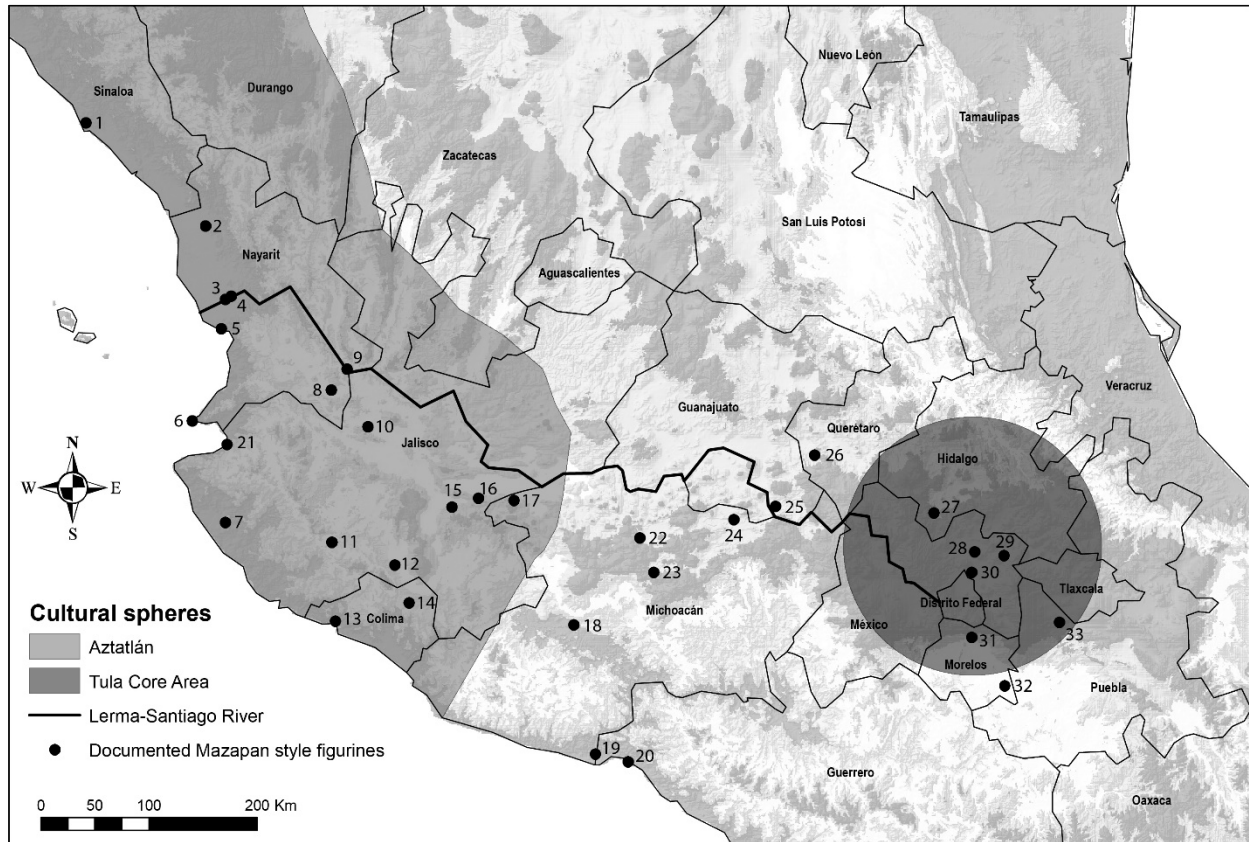 Nuevo León
Sinaloa
Durango
Tamaulipas
1
Zacatecas
San Luis Potosí
2
Nayarit
Aguascalientes
3
4
5
9
8
Veracruz
Guanajuato
Querétaro
6
10
Jalisco
21
26
Hidalgo
N
W
E
S
15
16
17
25
27
7
24
22
28
29
11
12
23
30
Tlaxcala
14
Michoacán
Distrito Federal
13
Colima
18
México
33
31
Morelos
32
Puebla
19
20
Guerrero
Oaxaca
Cultural spheres
Aztatlán
Tula Core Area
Lerma-Santiago River
Documented Mazapan style figurines
0 50 100 200 Km